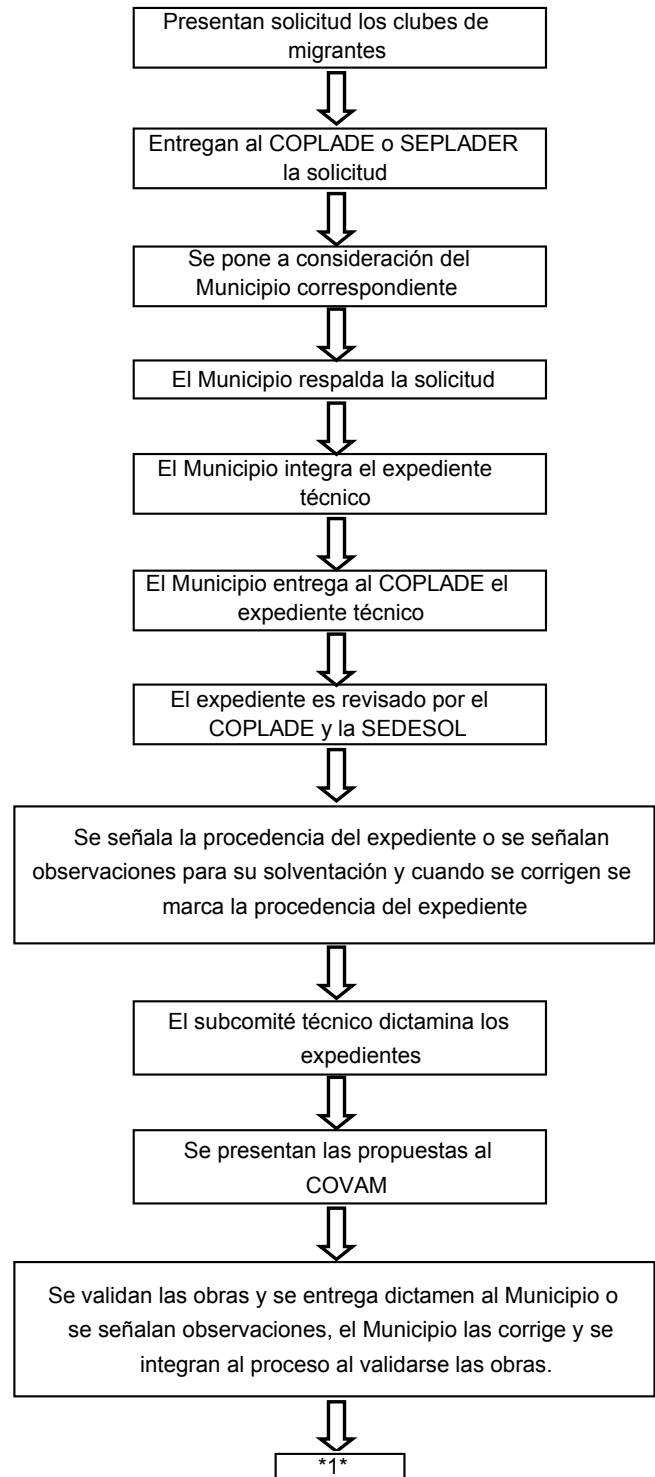 Presentan solicitud los clubes de
migrantes
Entregan al COPLADE o SEPLADER
la solicitud
Se pone a consideración del
Municipio correspondiente
El Municipio respalda la solicitud
El Municipio integra el expediente
técnico
El Municipio entrega al COPLADE el
expediente técnico
El expediente es revisado por el
COPLADE y la SEDESOL
Se señala la procedencia del expediente o se señalan
observaciones para su solventación y cuando se corrigen se
marca la procedencia del expediente
El subcomité técnico dictamina los
expedientes
Se presentan las propuestas al
COVAM
Se validan las obras y se entrega dictamen al Municipio o
se señalan observaciones, el Municipio las corrige y se
integran al proceso al validarse las obras.
*1*